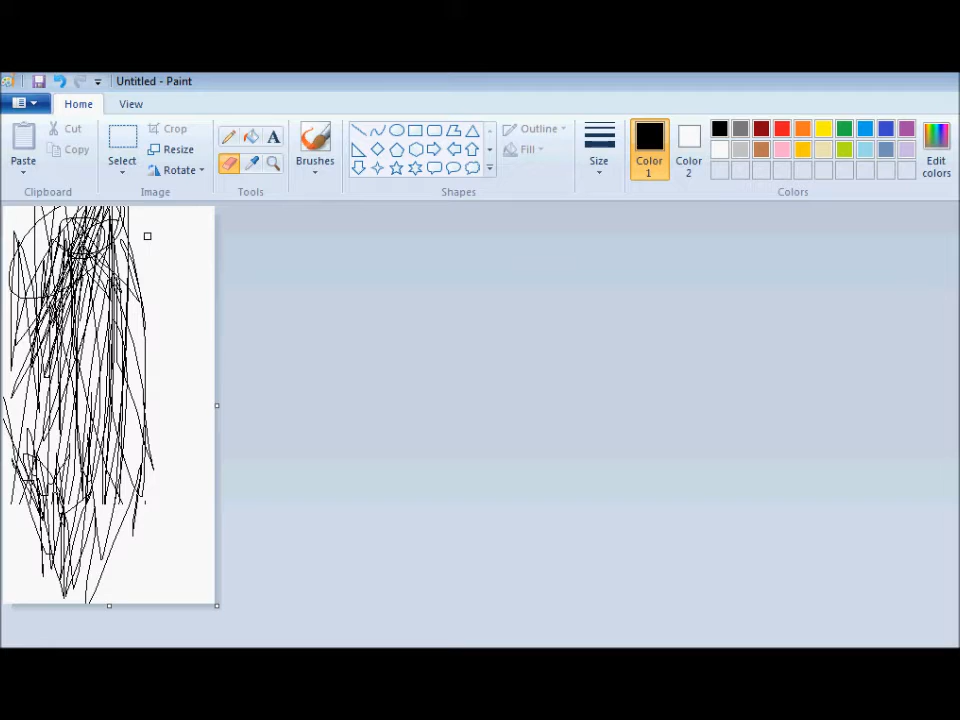 Untitled - Paint
Home View
Paste
Cut
Copy
Clipboard
Select
Crop
Resize
Rotate
Image
A
Tools
Brushes
Outline
Fill
Shapes
Size
Color 1
Color 2
Edit colors
Colors